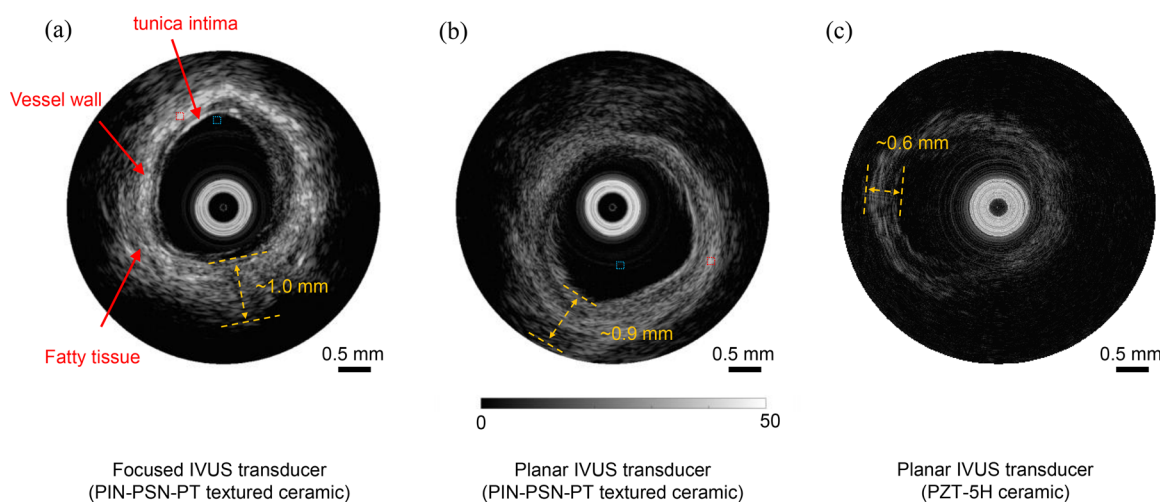 (a)
tunica intima
Vessel wall
Fatty tissue
~1.0 mm
0.5 mm
(b)
~0.9 mm
0.5 mm
0
50
(c)
~0.6 mm
0.5 mm
Focused IVUS transducer
(PIN-PSN-PT textured ceramic)
Planar IVUS transducer
(PIN-PSN-PT textured ceramic)
Planar IVUS transducer
(PZT-5H ceramic)